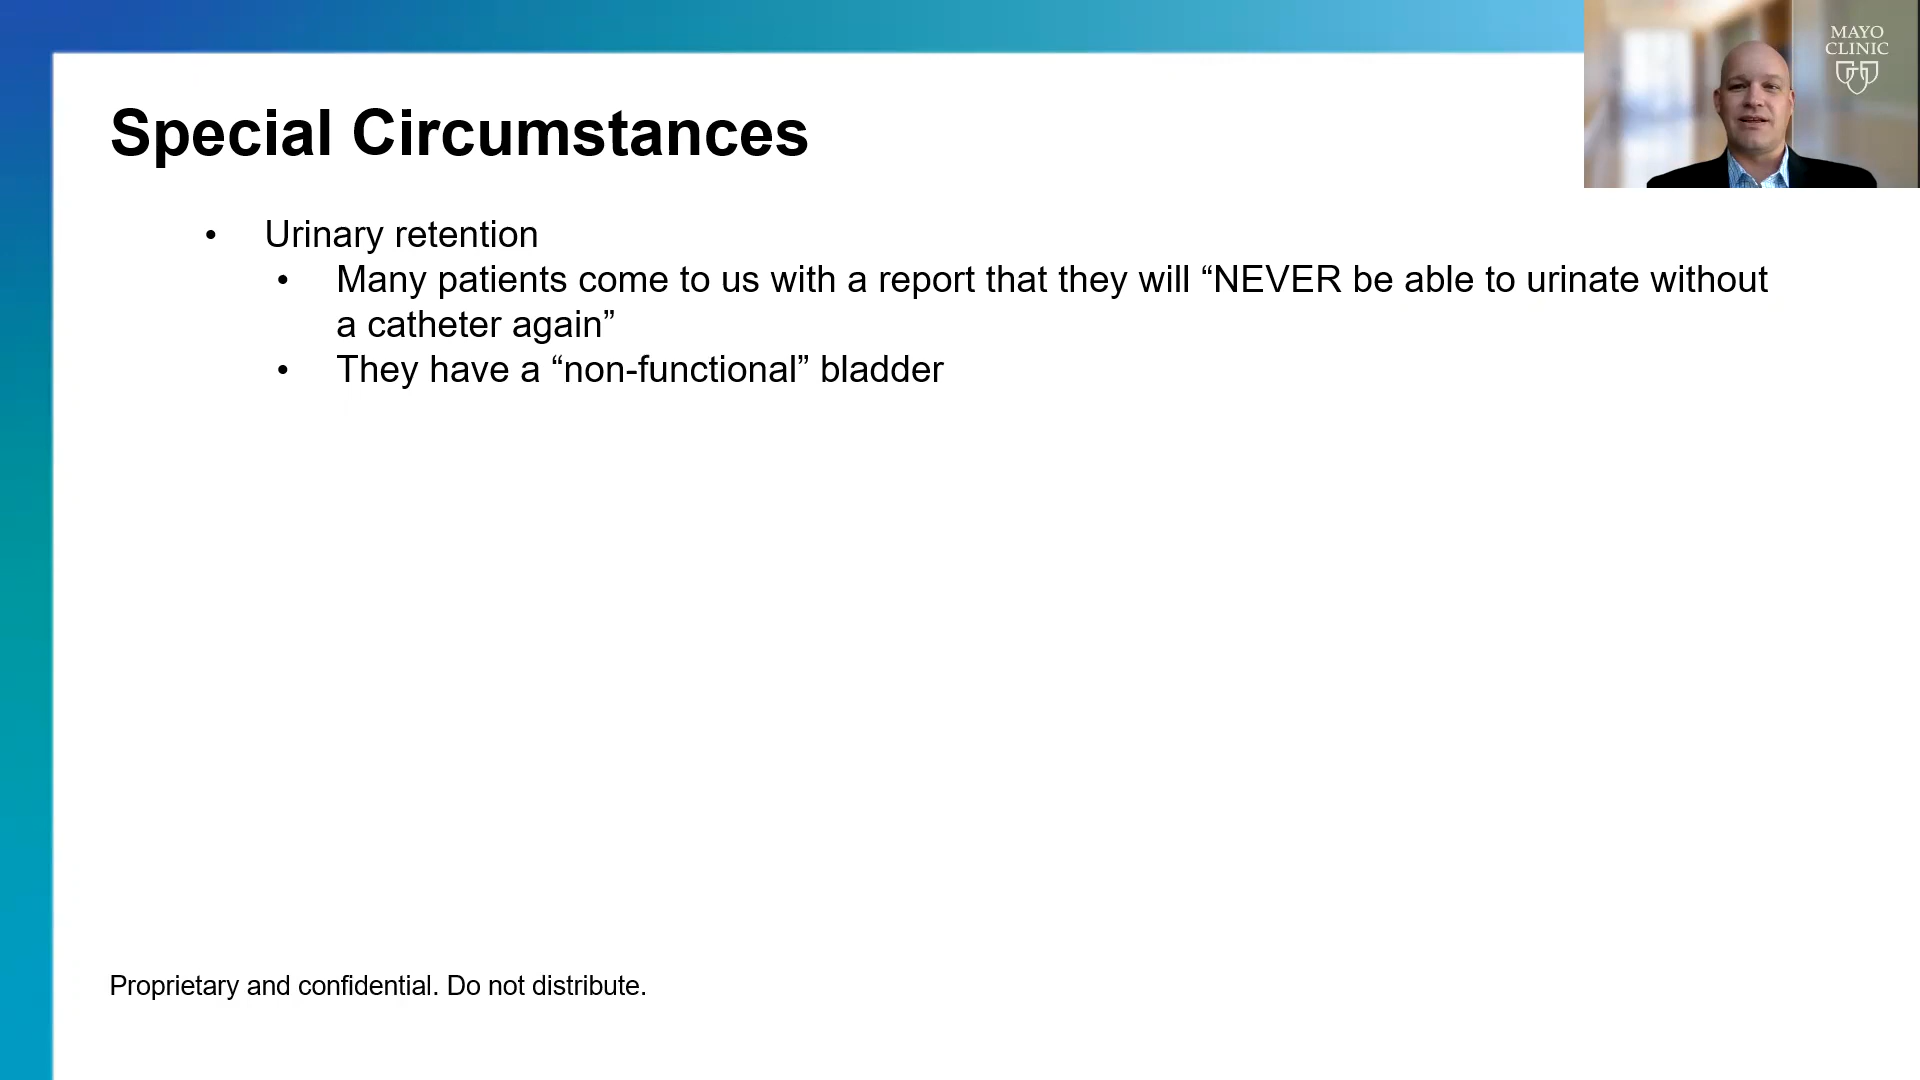 MAYO
CLINIC
Special Circumstances
• Urinary retention
• Many patients come to us with a report that they will “NEVER be able to urinate without
a catheter again”
• They have a “non-functional” bladder
Proprietary and confidential. Do not distribute.